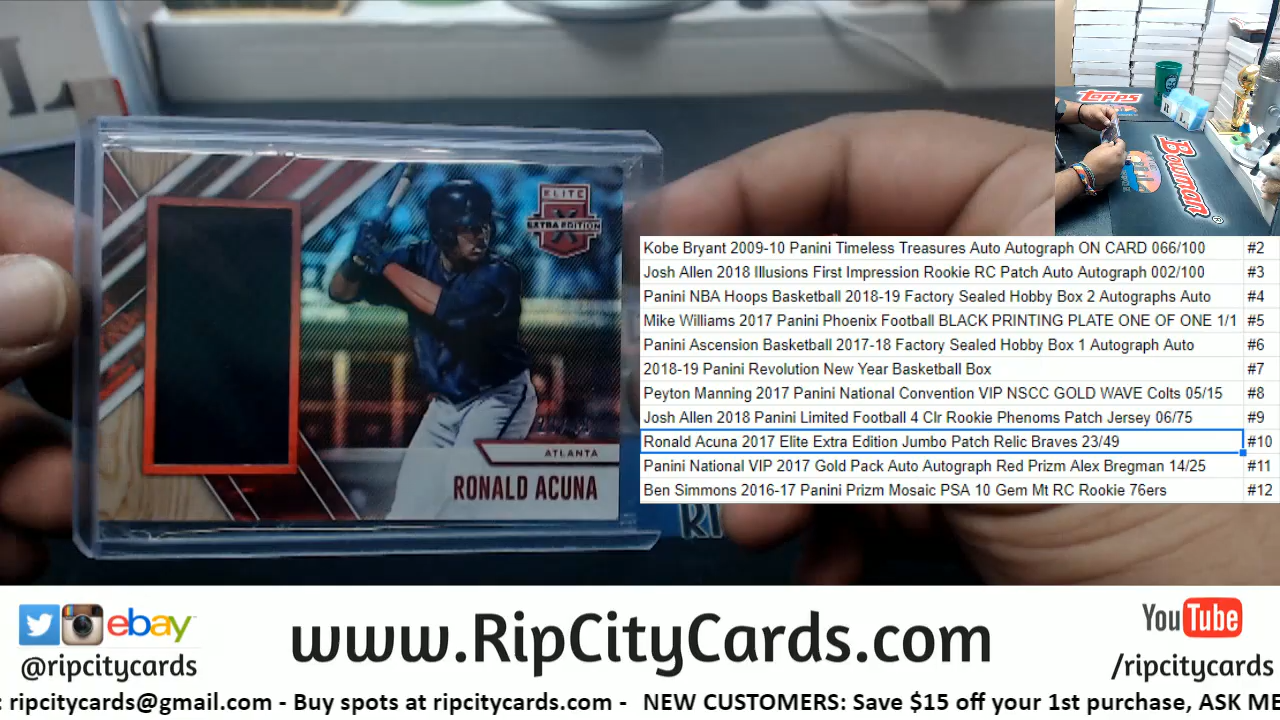 ELITE
X
EXTRA EDITION
ATLANTA
RONALD ACUNA
RI
TOPPS
Bowman
Kobe Bryant 2009-10 Panini Timeless Treasures Auto Autograph ON CARD 066/100 #2
Josh Allen 2018 Illusions First Impression Rookie RC Patch Auto Autograph 002/100 #3
Panini NBA Hoops Basketball 2018-19 Factory Sealed Hobby Box 2 Autographs Auto #4
Mike Williams 2017 Panini Phoenix Football BLACK PRINTING PLATE ONE OF ONE 1/1 #5
Panini Ascension Basketball 2017-18 Factory Sealed Hobby Box 1 Autograph Auto #6
2018-19 Panini Revolution New Year Basketball Box #7
Peyton Manning 2017 Panini National Convention VIP NSCC GOLD WAVE Colts 05/15 #8
Josh Allen 2018 Panini Limited Football 4 Clr Rookie Phenoms Patch Jersey 06/75 #9
Ronald Acuna 2017 Elite Extra Edition Jumbo Patch Relic Braves 23/49 #10
Panini National VIP 2017 Gold Pack Auto Autograph Red Prizm Alex Bregman 14/25 #11
Ben Simmons 2016-17 Panini Prizm Mosaic PSA 10 Gem Mt RC Rookie 76ers #12
ebay
@ripcitycards
www.RipCityCards.com
YouTube
/ripcitycards
: ripcitycards@gmail.com - Buy spots at ripcitycards.com - NEW CUSTOMERS: Save $15 off your 1st purchase, ASK ME